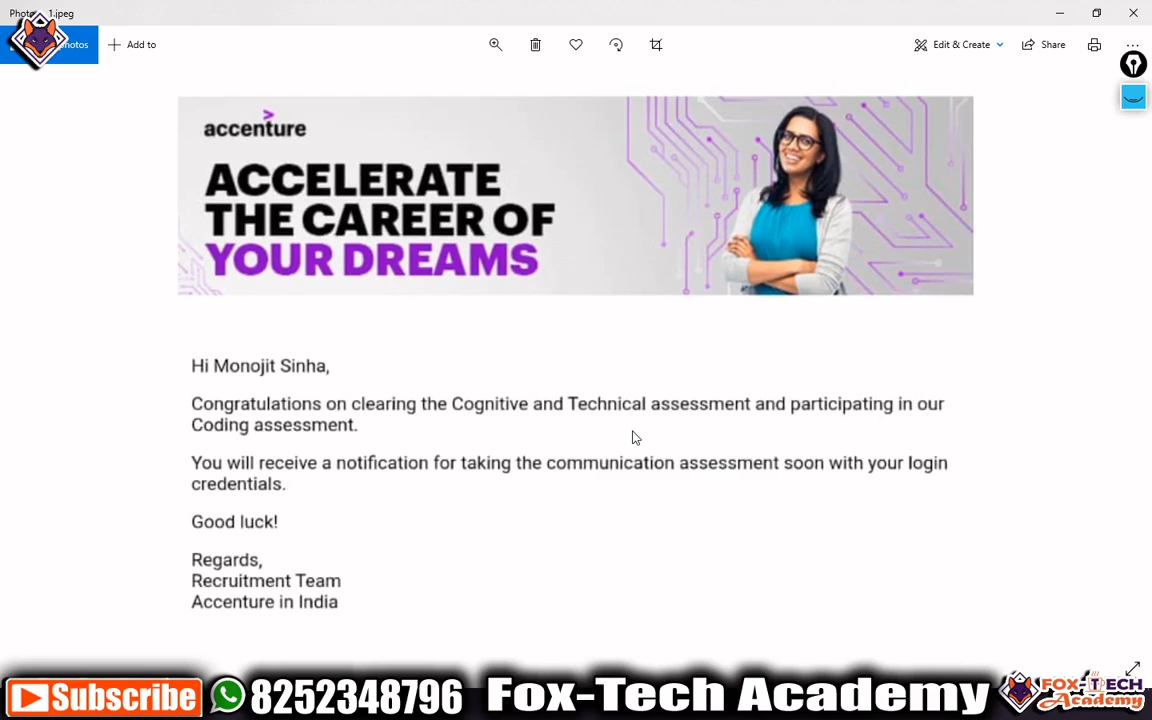 1.jpeg
Add to
Edit & Create
Share
accenture
ACCELERATE
THE CAREER OF
YOUR DREAMS
Hi Monojit Sinha,
Congratulations on clearing the Cognitive and Technical assessment and participating in our
Coding assessment.
You will receive a notification for taking the communication assessment soon with your login
credentials.
Good luck!
Regards,
Recruitment Team
Accenture in India
Subscribe 8252348796 Fox-Tech Academy
FOX-TECH
Academy